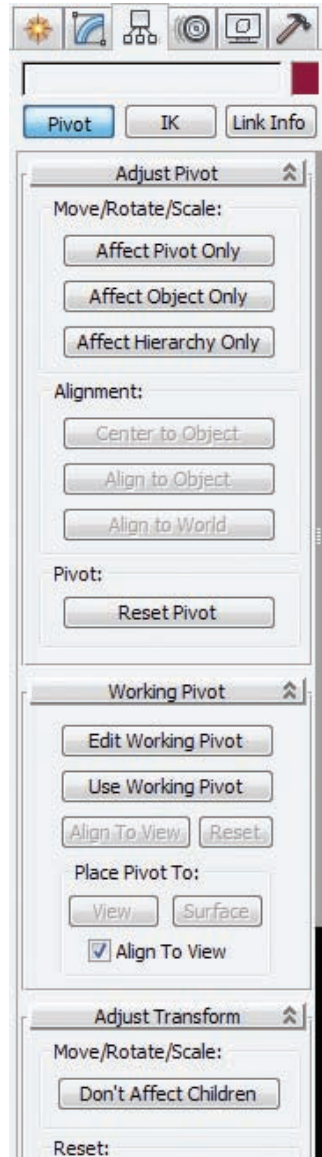 Pivot IK Link Info
Adjust Pivot
Move/Rotate/Scale:
Affect Pivot Only
Affect Object Only
Affect Hierarchy Only
Alignment:
Center to Object
Align to Object
Align to World
Pivot:
Reset Pivot
Working Pivot
Edit Working Pivot
Use Working Pivot
Align To View Reset
Place Pivot To:
View Surface
Align To View
Adjust Transform
Move/Rotate/Scale:
Don't Affect Children
Reset: